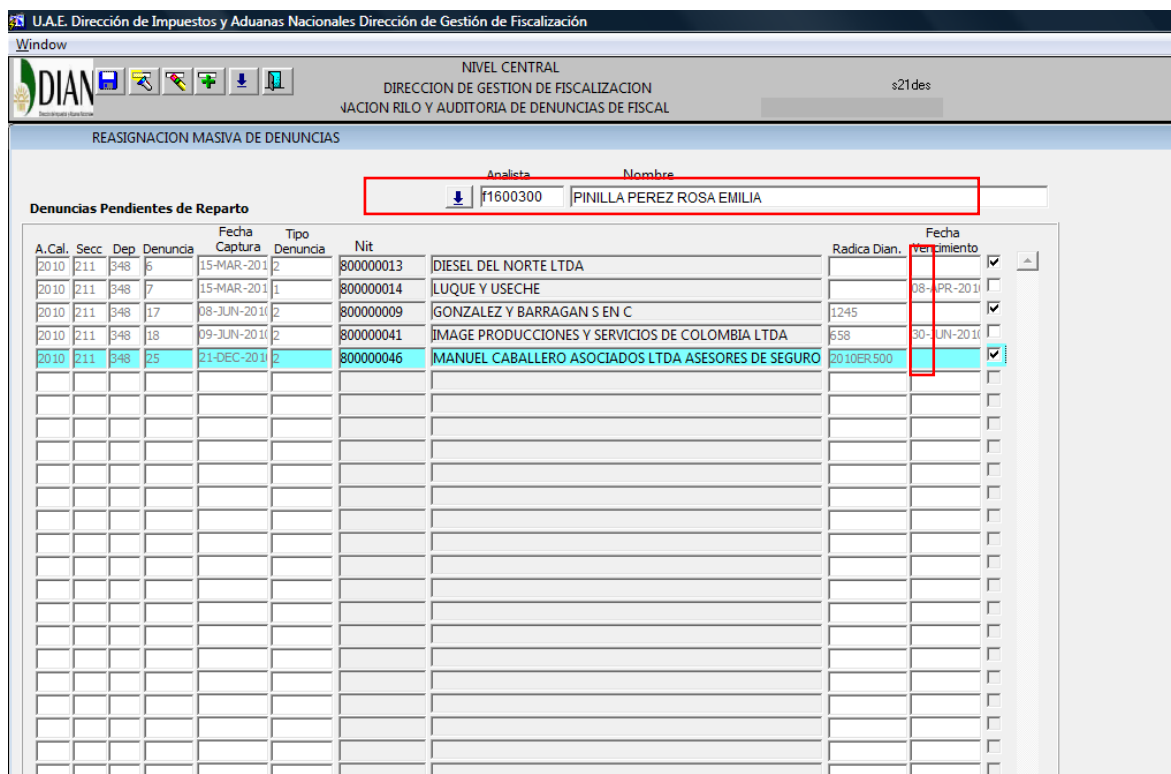 U.A.E. Dirección de Impuestos y Aduanas Nacionales Dirección de Gestión de Fiscalización
Window
DIAN
NIVEL CENTRAL
DIRECCION DE GESTION DE FISCALIZACION
s21des
NACION RILO Y AUDITORIA DE DENUNCIAS DE FISCAL
REASIGNACION MASIVA DE DENUNCIAS
Analista Nombre
f1600300 PINILLA PEREZ ROSA EMILIA
Denuncias Pendientes de Reparto
A.Cal. Secc Dep Denuncia Fecha Captura Tipo Denuncia Nit Radica Dian. Fecha Vencimiento
2010 211 348 6 15-MAR-201 2 800000013 DIESEL DEL NORTE LTDA
2010 211 348 7 15-MAR-201 1 800000014 LUQUE Y USECHE 08-APR-201
2010 211 348 17 08-JUN-2010 2 800000009 GONZALEZ Y BARRAGAN S EN C 1245
2010 211 348 18 09-JUN-2010 2 800000041 IMAGE PRODUCCIONES Y SERVICIOS DE COLOMBIA LTDA 658 30-JUN-2010
2010 211 348 25 21-DEC-201 2 800000046 MANUEL CABALLERO ASOCIADOS LTDA ASESORES DE SEGURO 2010ER500